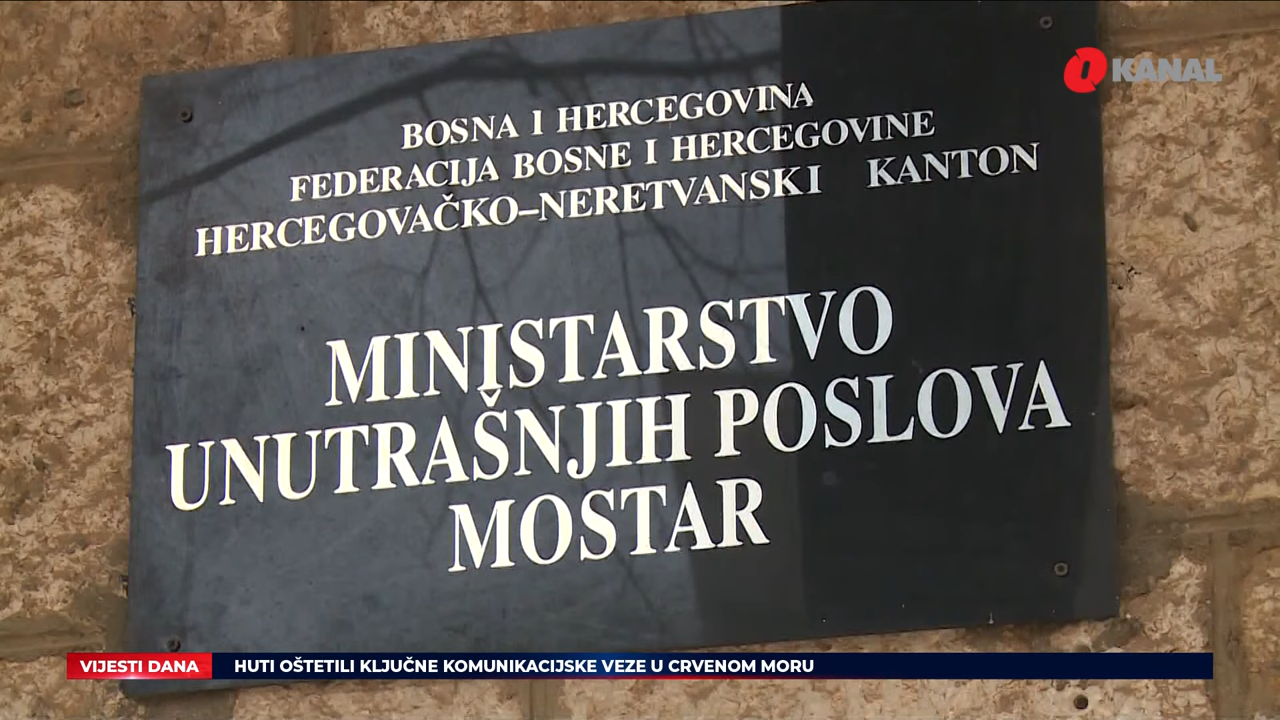 O KANAL
BOSNA I HERCEGOVINA
FEDERACIJA BOSNE I HERCEGOVINE
HERCEGOVAČKO–NERETVANSKI KANTON
MINISTARSTVO
UNUTRAŠNJIH POSLOVA
MOSTAR
VIJESTI DANA HUTI OŠTETILI KLJUČNE KOMUNIKACIJSKE VEZE U CRVENOM MORU